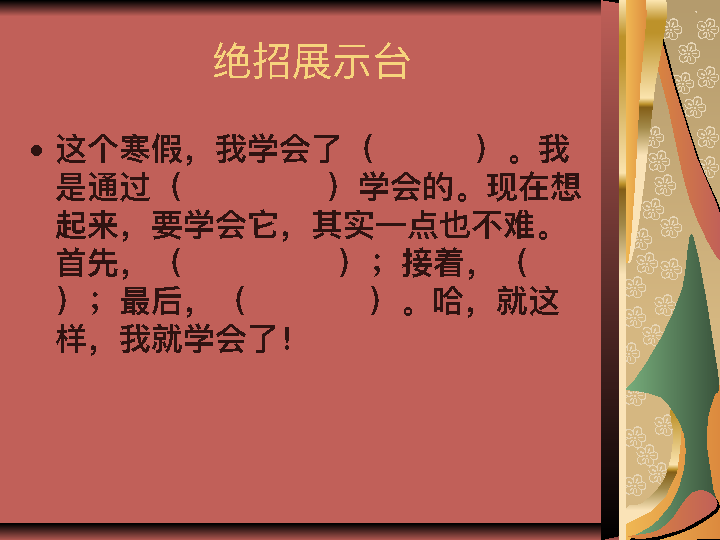 绝招展示台
• 这个寒假，我学会了（　　　）。我
是通过（　　　　）学会的。现在想
起来，要学会它，其实一点也不难。
首先，（　　　　　）；接着，（
）；最后，（　　　　）。哈，就这
样，我就学会了！